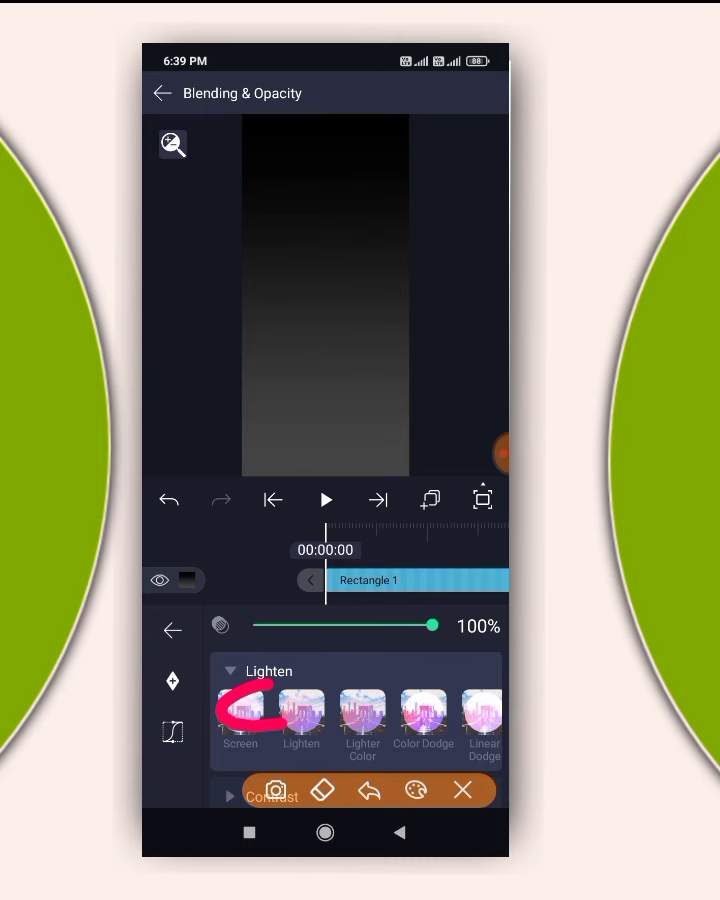 6:39 PM
88
Blending & Opacity
00:00:00
Rectangle 1
100%
Lighten
Screen
Lighten
Lighter
Color
Color Dodge
Linear
Dodge
Contrast